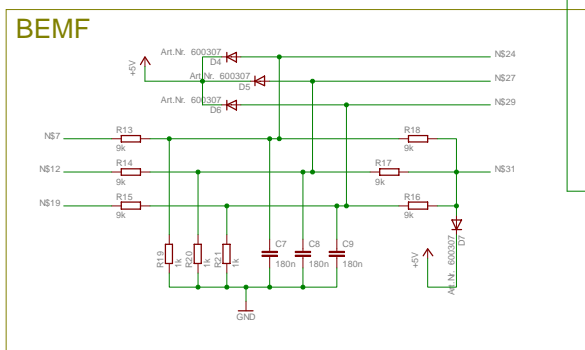 BEMF
Art.Nr. 600307
D4
N$24
+5V
Art.Nr. 600307
D5
N$27
Art.Nr. 600307
D6
N$29
N$7
R13
9k
R18
9k
N$12
R14
9k
R17
9k
N$31
N$19
R15
9k
R16
9k
R19
1k
R20
1k
R21
1k
C7
180n
C8
180n
C9
180n
+5V
Art.Nr. 600307
D7
GND